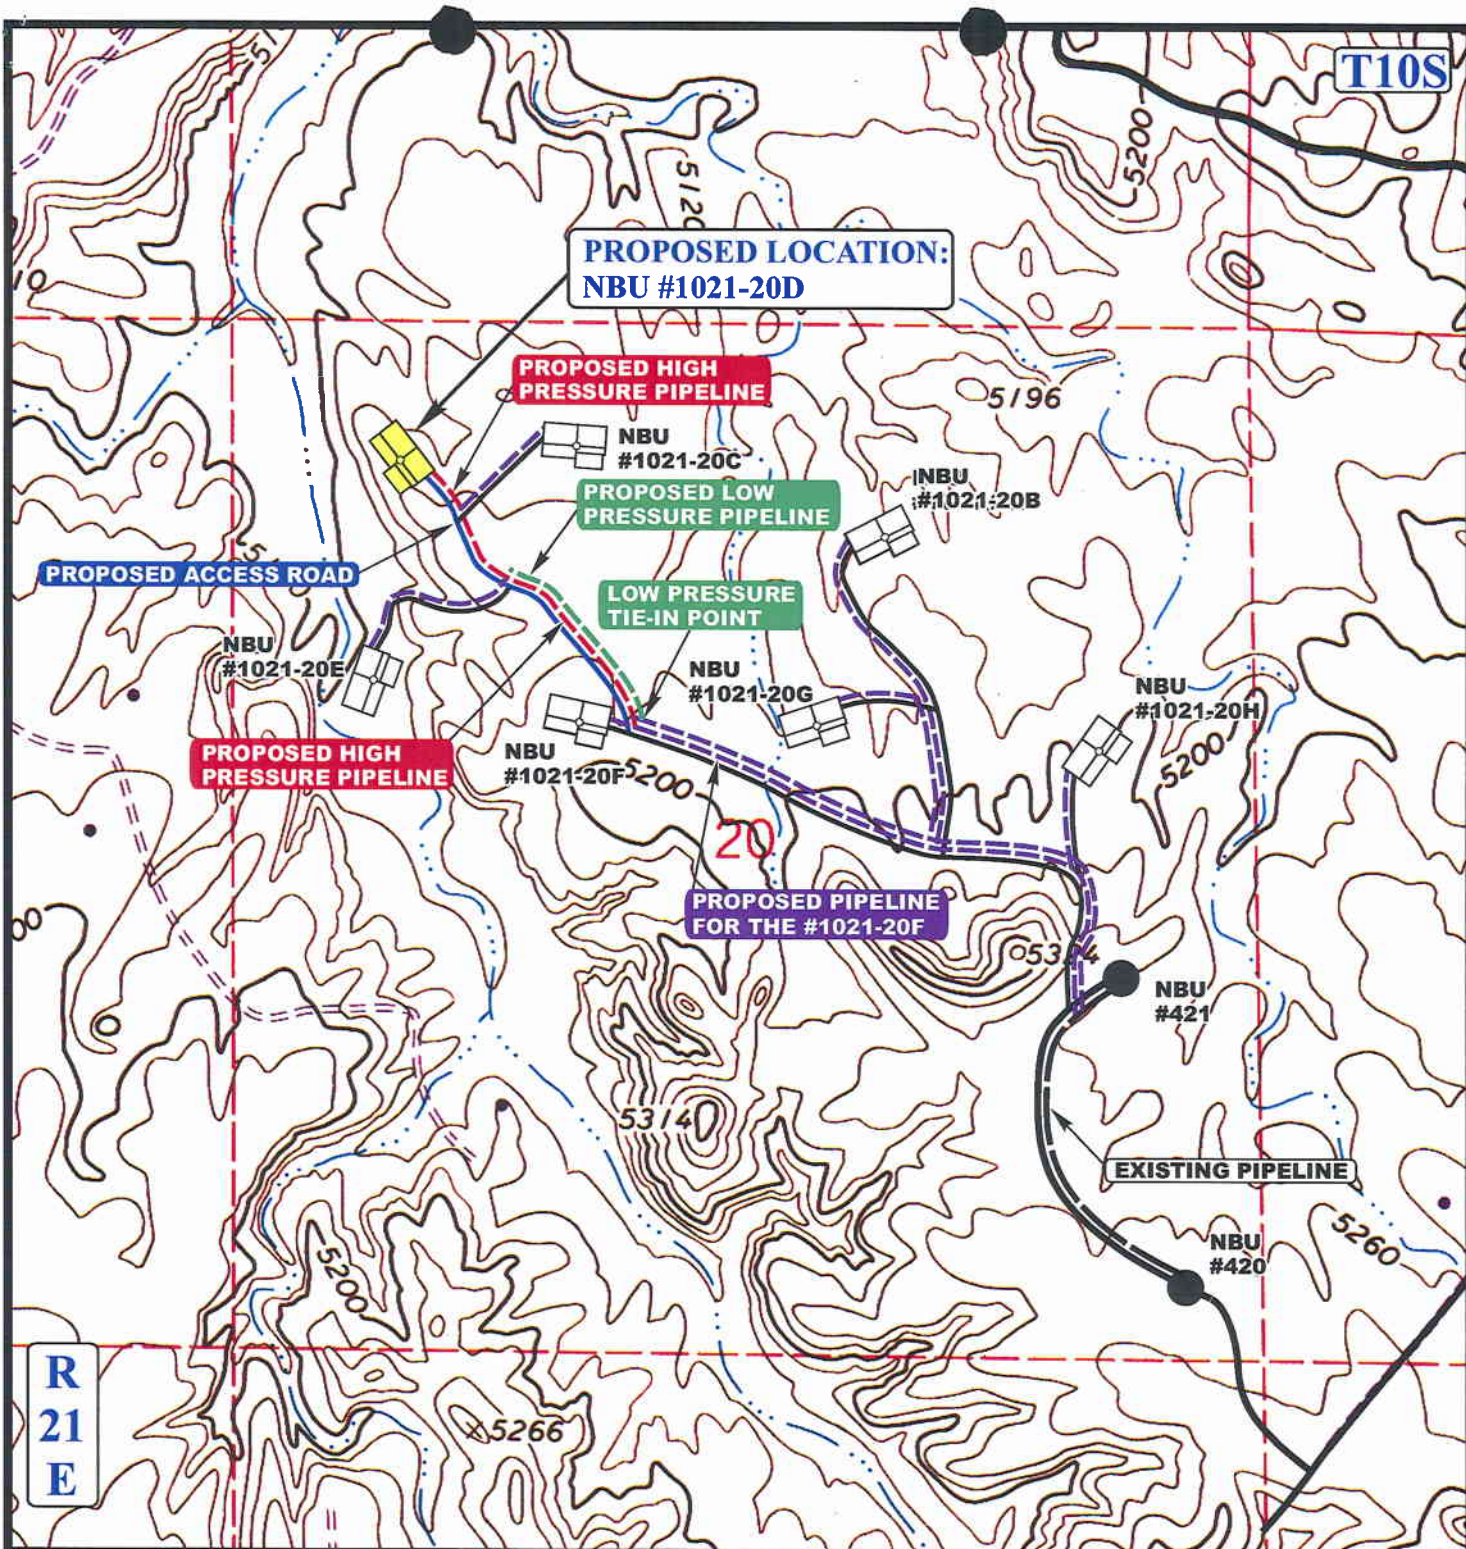 T10S
5200
5120
PROPOSED LOCATION:
NBU #1021-20D
PROPOSED HIGH
PRESSURE PIPELINE
5196
NBU
#1021-20C
NBU
#1021-20B
PROPOSED LOW
PRESSURE PIPELINE
PROPOSED ACCESS ROAD
LOW PRESSURE
TIE-IN POINT
NBU
#1021-20E
NBU
#1021-20G
NBU
#1021-20H
PROPOSED HIGH
PRESSURE PIPELINE
NBU
#1021-20F
5200
5200
20
PROPOSED PIPELINE
FOR THE #1021-20F
NBU
#421
5314
EXISTING PIPELINE
NBU
#420
5260
5200
R
21
E
x 5266